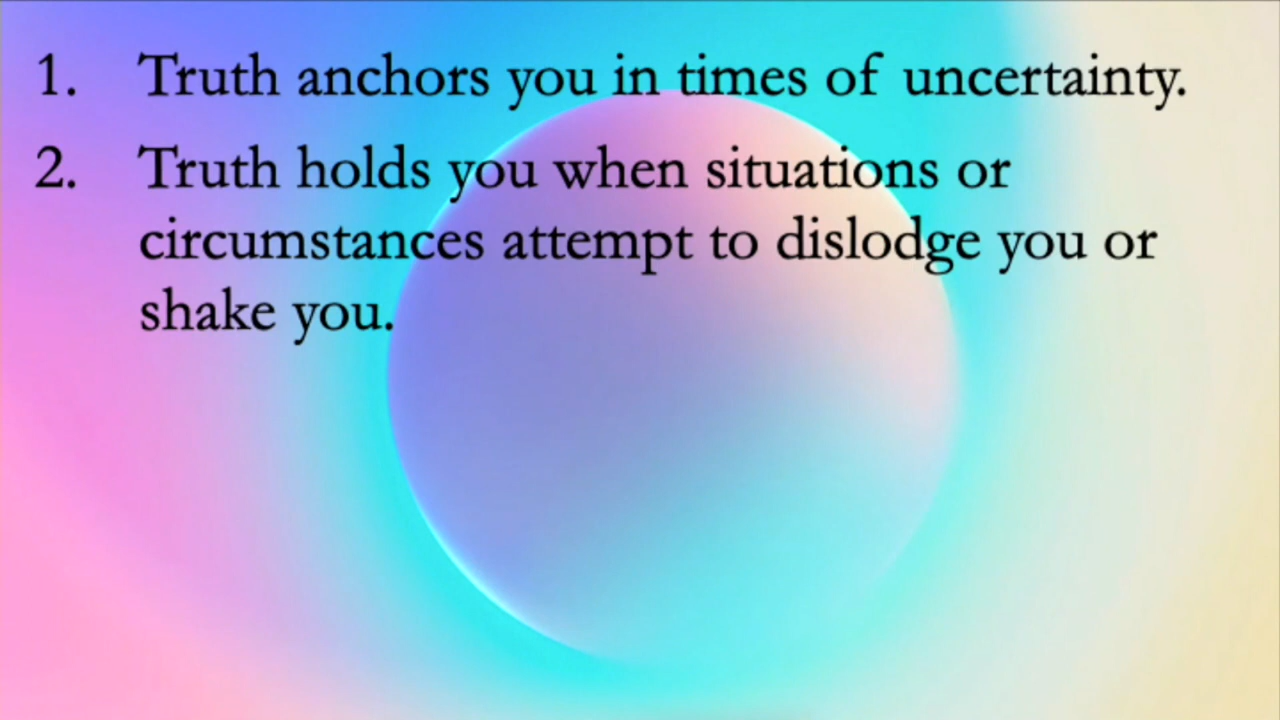 1. Truth anchors you in times of uncertainty.
2. Truth holds you when situations or
circumstances attempt to dislodge you or
shake you.